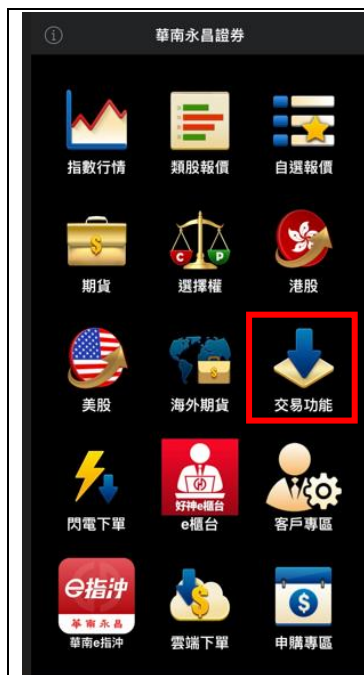 華南永昌證券
指數行情 類股報價 自選報價
$
C P
期貨 選擇權 港股
美股 海外期貨 交易功能
好神e櫃台
閃電下單 e櫃台 客戶專區
e指沖
華南永昌
$ $
華南e指沖 雲端下單 申購專區